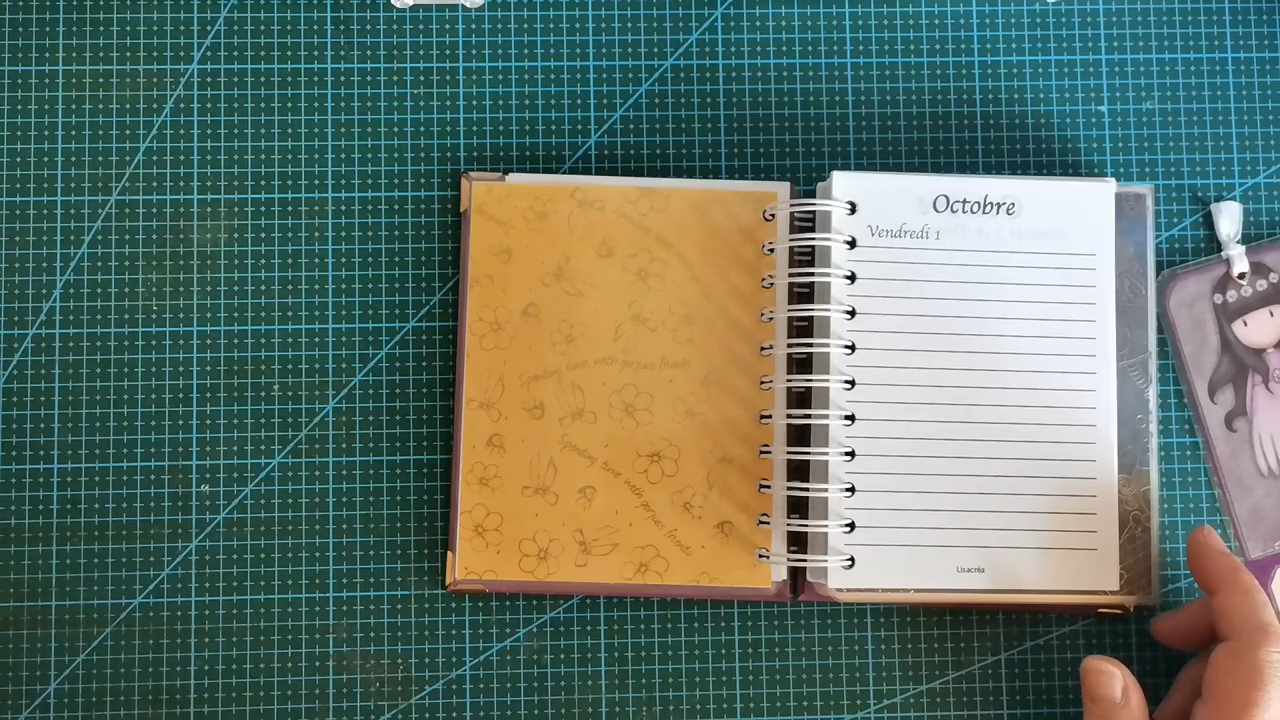 Spending time with gorjuss friends
Spending time with gorjuss friends
Octobre
Vendredi 1
Lisacréa